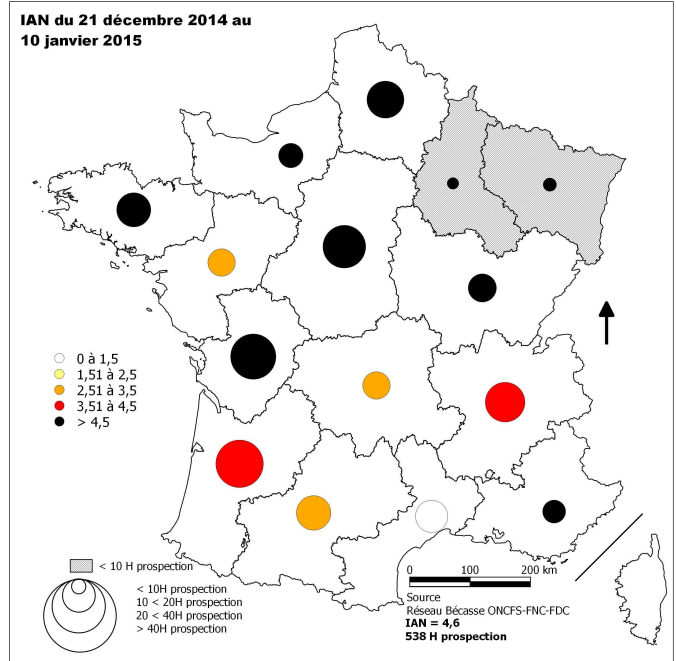 IAN du 21 décembre 2014 au
10 janvier 2015
0 à 1,5
1,51 à 2,5
2,51 à 3,5
3,51 à 4,5
> 4,5
< 10 H prospection
< 10H prospection
10 < 20H prospection
20 < 40H prospection
> 40H prospection
0 100 200 km
Source
Réseau Bécasse ONCFS-FNC-FDC
IAN = 4,6
538 H prospection